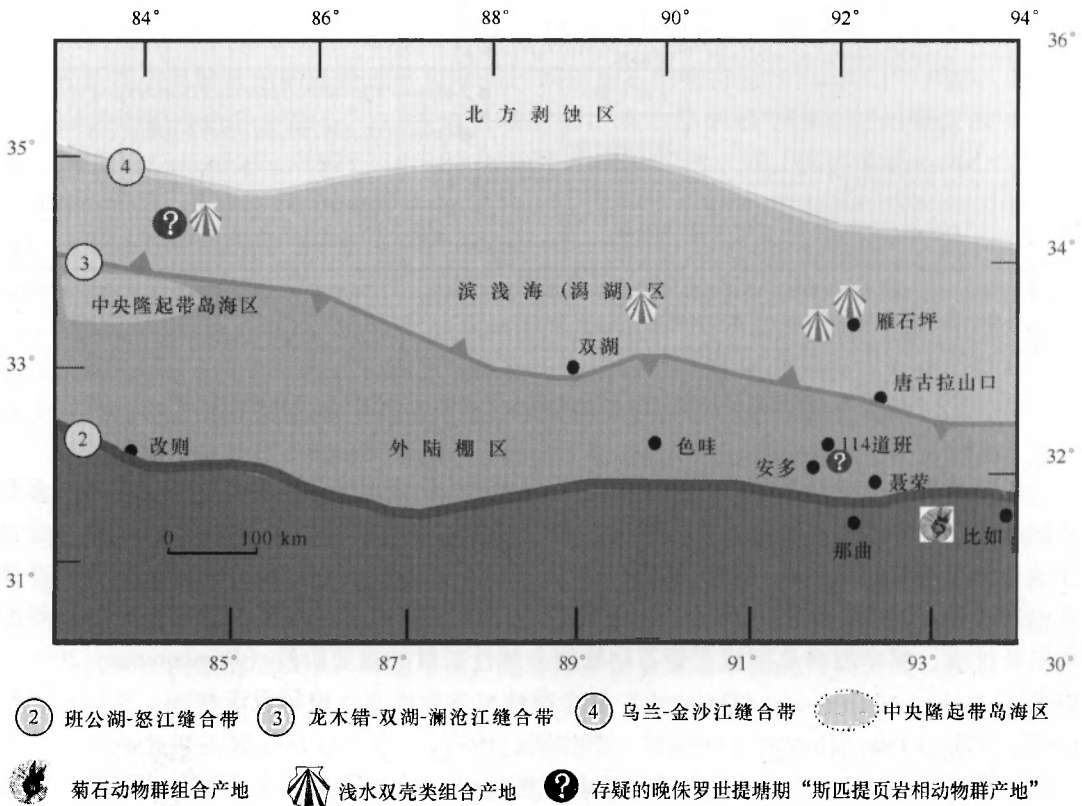 84° 86° 88° 90° 92° 94°
36°
北方剥蚀区
35°
④
?
34°
③
中央隆起带岛海区
滨浅海(潟湖)区
雁石坪
双湖
33°
唐古拉山口
②
改则
外陆棚区
色哇
114道班
安多
?
32°
聂荣
0 100 km
那曲
比如
31°
85° 87° 89° 91° 93° 30°
② 班公湖-怒江缝合带 ③ 龙木错-双湖-澜沧江缝合带 ④ 乌兰-金沙江缝合带 中央隆起带岛海区
菊石动物群组合产地 浅水双壳类组合产地 ? 存疑的晚侏罗世提塘期“斯匹提页岩相动物群产地”